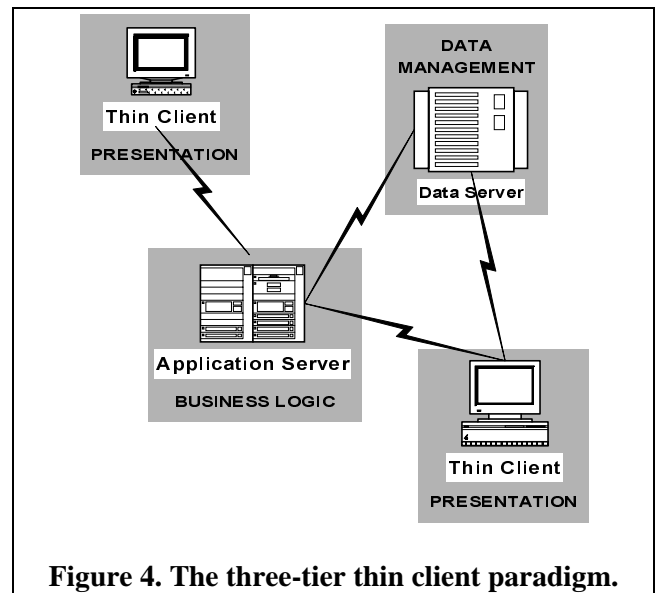 Thin Client
PRESENTATION
DATA
MANAGEMENT
Data Server
Application Server
BUSINESS LOGIC
Thin Client
PRESENTATION
Figure 4. The three-tier thin client paradigm.